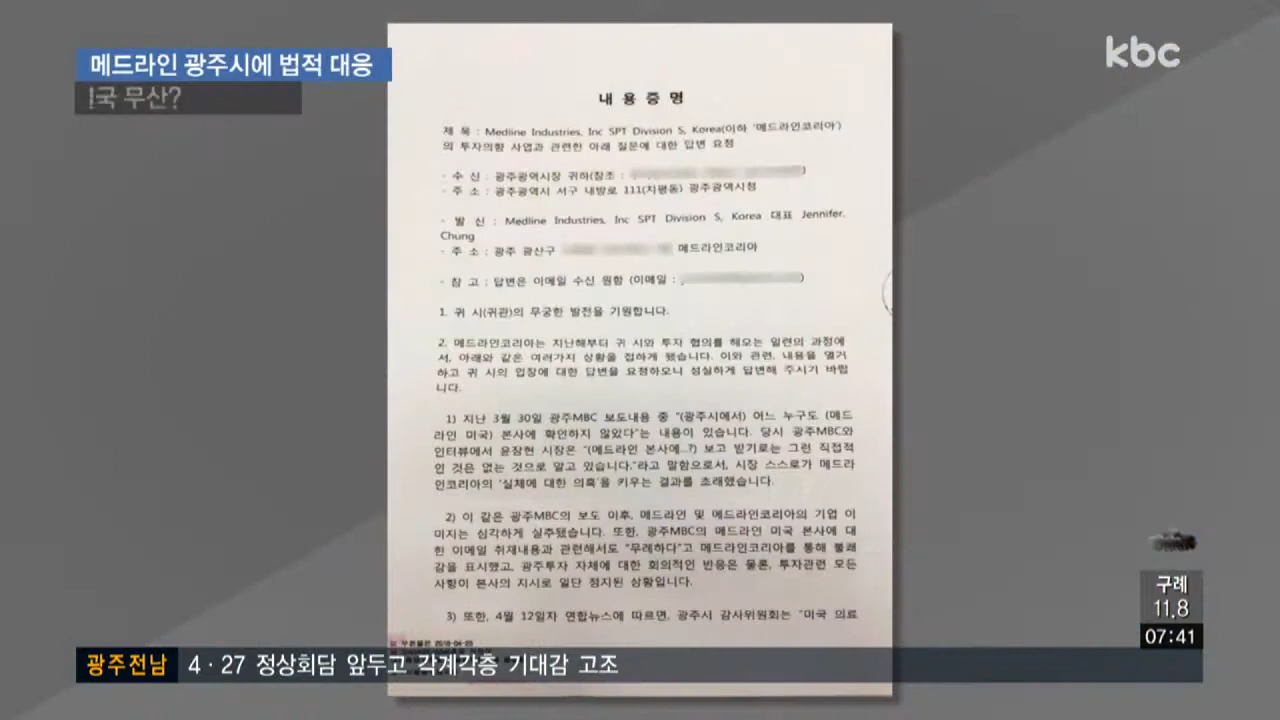 메드라인 광주시에 법적 대응
국 무산?
kbc
내 용 증 명
제 목 : Medline Industries, Inc SPT Division S, Korea(이하 '메드라인코리아')
의 투자의향 사업과 관련한 아래 질문에 대한 답변 요청
- 수 신 : 광주광역시장 귀하(참조 :
- 주 소 : 광주광역시 서구 내방로 111(치평동) 광주광역시청
- 발 신 : Medline Industries, Inc SPT Division S, Korea 대표 Jennifer.
Chung
- 주 소 : 광주 광산구 메드라인코리아
- 참 고 : 답변은 이메일 수신 원함 (이메일 : )
1. 귀 시(귀관)의 무궁한 발전을 기원합니다.
2. 메드라인코리아는 지난해부터 귀 시와 투자 협의를 해오는 일련의 과정에
서, 아래와 같은 여러가지 상황을 접하게 됐습니다. 이와 관련, 내용을 열거
하고 귀 시의 입장에 대한 답변을 요청하오니 성실하게 답변해 주시기 바랍
니다.
1) 지난 3월 30일 광주MBC 보도내용 중 "(광주시에서) 어느 누구도 (메드
라인 미국) 본사에 확인하지 않았다"는 내용이 있습니다. 당시 광주MBC와
인터뷰에서 윤장현 시장은 "(메드라인 본사에..?) 보고 받기로는 그런 직접적
인 것은 없는 것으로 알고 있습니다."라고 말함으로서, 시장 스스로가 메드라
인코리아의 '실체에 대한 의혹'을 키우는 결과를 초래했습니다.
2) 이 같은 광주MBC의 보도 이후, 메드라인 및 메드라인코리아의 기업 이
미지는 심각하게 실추됐습니다. 또한, 광주MBC의 메드라인 미국 본사에 대
한 이메일 취재내용과 관련해서도 "무례하다"고 메드라인코리아를 통해 불쾌
감을 표시했고, 광주투자 자체에 대한 회의적인 반응은 물론, 투자관련 모든
사항이 본사의 지시로 일단 정지된 상황입니다.
3) 또한, 4월 12일자 연합뉴스에 따르면, 광주시 감사위원회는 "미국 의료
구례
11.8
07:41
광주전남 4·27 정상회담 앞두고 각계각층 기대감 고조